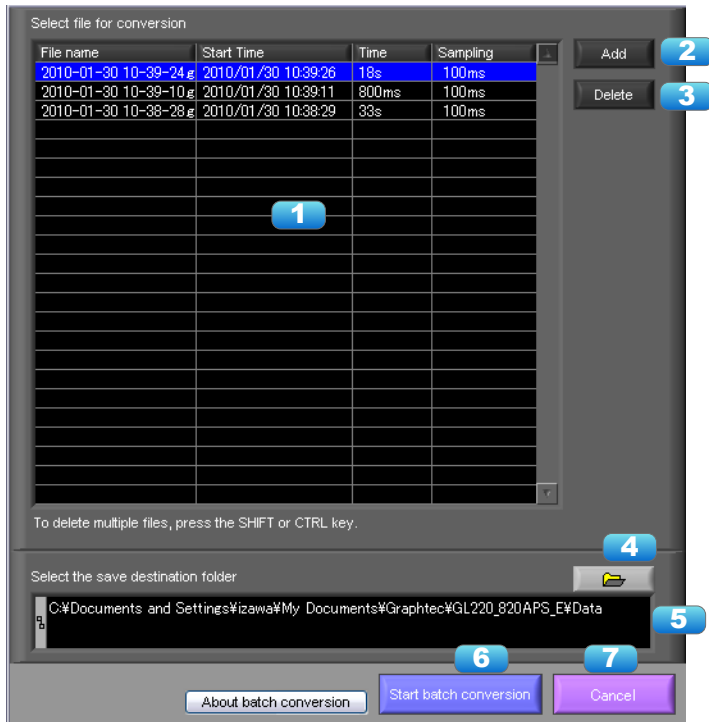 Select file for conversion
File name Start Time Time Sampling
Add 2
2010-01-30 10-39-24g 2010/01/30 10:39:26 18s 100ms
2010-01-30 10-39-10g 2010/01/30 10:39:11 800ms 100ms
Delete 3
2010-01-30 10-38-28g 2010/01/30 10:38:29 33s 100ms
1
To delete multiple files, press the SHIFT or CTRL key.
4
Select the save destination folder
C:¥Documents and Settings¥izawa¥My Documents¥Graphtec¥GL220_820APS_E¥Data
5
6 7
About batch conversion Start batch conversion Cancel